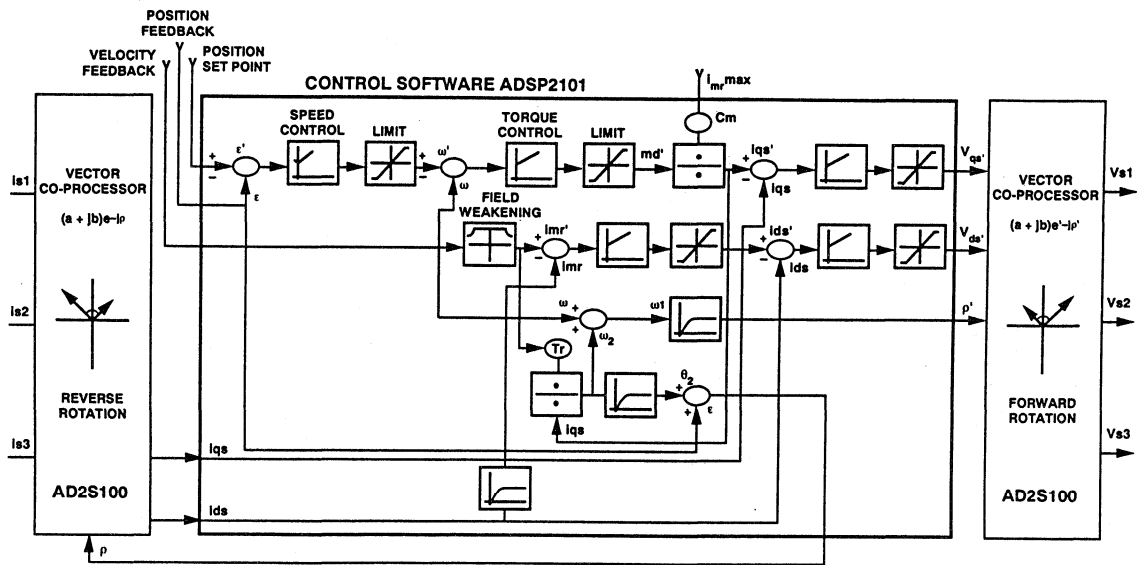 POSITION
FEEDBACK
VELOCITY
FEEDBACK
POSITION
SET POINT
CONTROL SOFTWARE ADSP2101
imr max
Cm
SPEED
CONTROL
LIMIT
TORQUE
CONTROL
LIMIT
ε'
+
−
ε
+
−
ω'
ω
md'
÷
+
−
iqs'
iqs
Vqs'
FIELD
WEAKENING
+
−
imr'
imr
+
−
ids'
ids
Vds'
ω
+
+
ω2
ω1
ρ'
Tr
÷
iqs
θ2
+
+
ε
is1
is2
is3
VECTOR
CO-PROCESSOR
(a + jb)e–jρ
REVERSE
ROTATION
AD2S100
Iqs
Ids
ρ
VECTOR
CO-PROCESSOR
(a + jb)e'–jρ'
FORWARD
ROTATION
AD2S100
Vs1
Vs2
Vs3